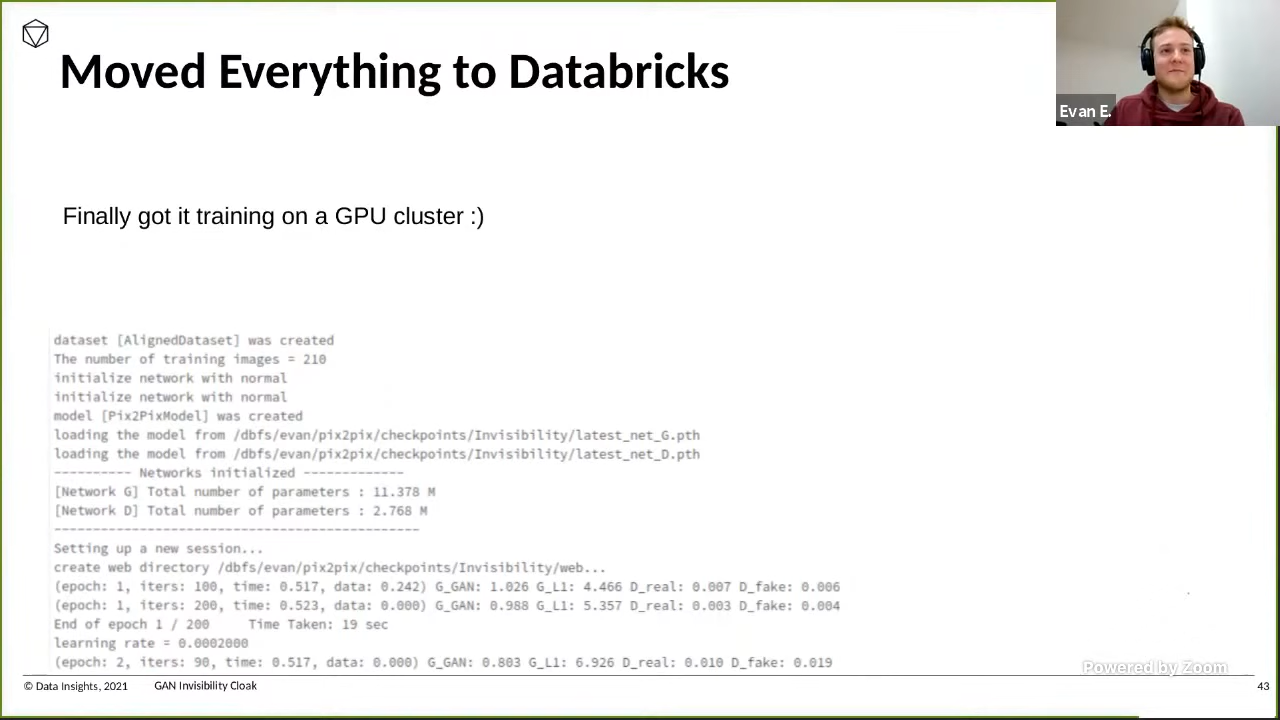 Moved Everything to Databricks
Evan E.
Finally got it training on a GPU cluster :)
dataset [AlignedDataset] was created
The number of training images = 210
initialize network with normal
initialize network with normal
model [Pix2PixModel] was created
loading the model from /dbfs/evan/pix2pix/checkpoints/Invisibility/latest_net_G.pth
loading the model from /dbfs/evan/pix2pix/checkpoints/Invisibility/latest_net_D.pth
---------- Networks initialized -------------
[Network G] Total number of parameters : 11.378 M
[Network D] Total number of parameters : 2.768 M
-----------------------------------------------
Setting up a new session...
create web directory /dbfs/evan/pix2pix/checkpoints/Invisibility/web...
(epoch: 1, iters: 100, time: 0.517, data: 0.242) G_GAN: 1.026 G_L1: 4.466 D_real: 0.007 D_fake: 0.006
(epoch: 1, iters: 200, time: 0.523, data: 0.000) G_GAN: 0.988 G_L1: 5.357 D_real: 0.003 D_fake: 0.004
End of epoch 1 / 200     Time Taken: 19 sec
learning rate = 0.0002000
(epoch: 2, iters: 90, time: 0.517, data: 0.000) G_GAN: 0.803 G_L1: 6.926 D_real: 0.010 D_fake: 0.019
Powered by Zoom
© Data Insights, 2021 GAN Invisibility Cloak 43